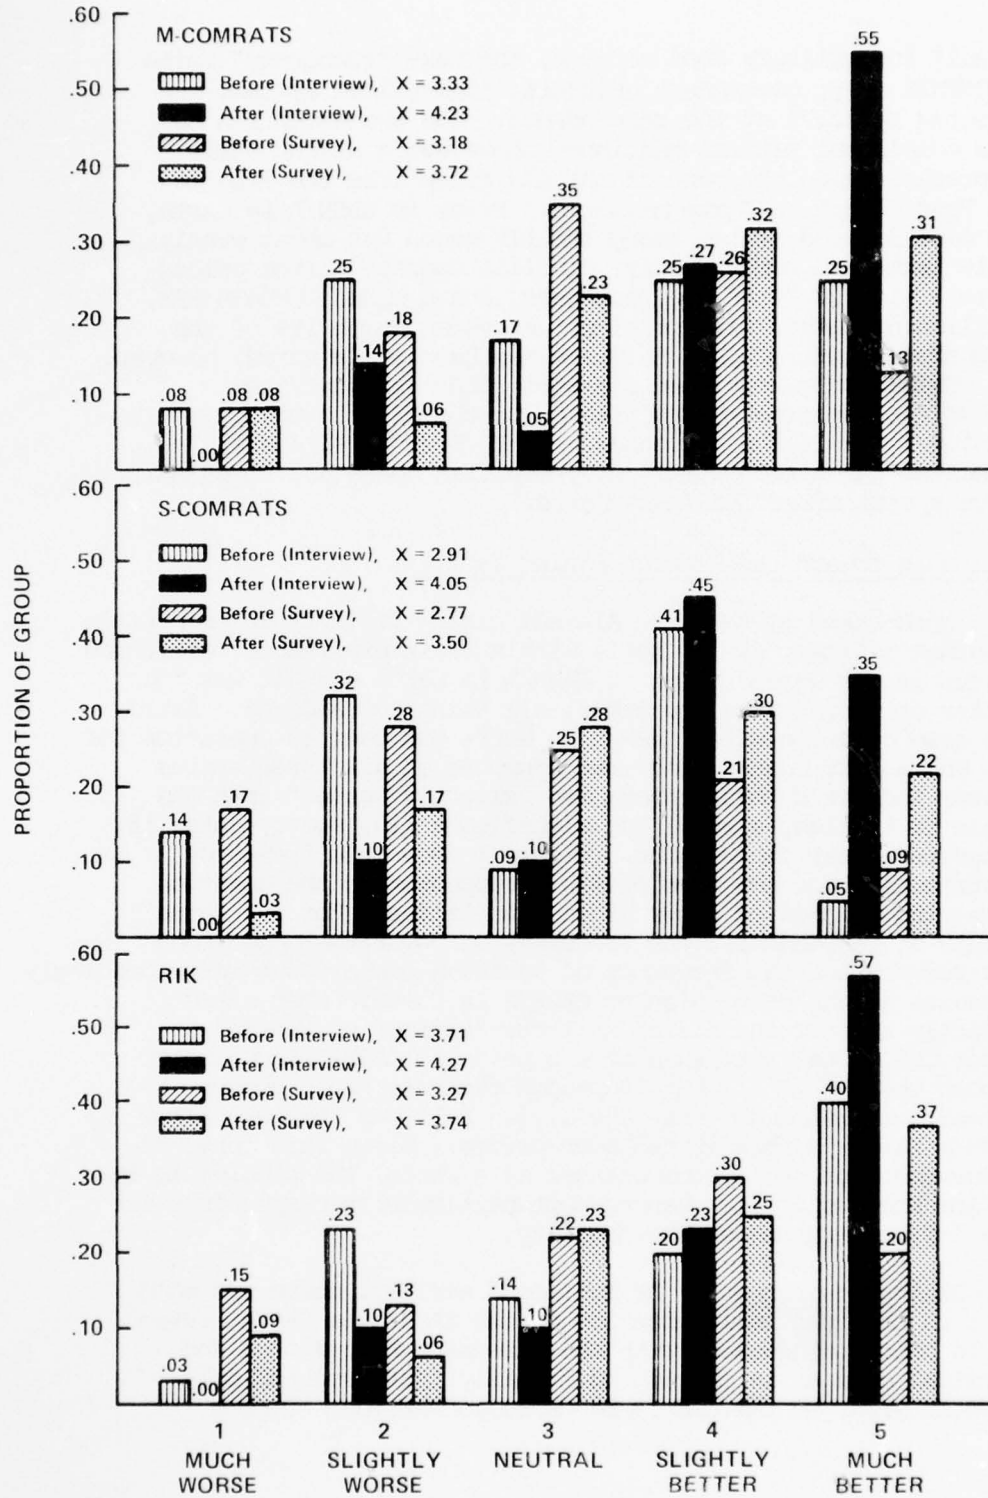 PROPORTION OF GROUP
.60
.50
.40
.30
.20
.10
M-COMRATS
Before (Interview), X = 3.33
After (Interview), X = 4.23
Before (Survey), X = 3.18
After (Survey), X = 3.72
.08 .00 .08 .08
.25 .14 .18 .06
.17 .05 .35 .23
.25 .27 .26 .32
.25 .55 .13 .31
.60
.50
.40
.30
.20
.10
S-COMRATS
Before (Interview), X = 2.91
After (Interview), X = 4.05
Before (Survey), X = 2.77
After (Survey), X = 3.50
.14 .00 .17 .03
.32 .10 .28 .17
.09 .10 .25 .28
.41 .45 .21 .30
.05 .35 .09 .22
.60
.50
.40
.30
.20
.10
RIK
Before (Interview), X = 3.71
After (Interview), X = 4.27
Before (Survey), X = 3.27
After (Survey), X = 3.74
.03 .00 .15 .09
.23 .10 .13 .06
.14 .10 .22 .23
.20 .23 .30 .25
.40 .57 .20 .37
1 2 3 4 5
MUCH SLIGHTLY NEUTRAL SLIGHTLY MUCH
WORSE WORSE BETTER BETTER